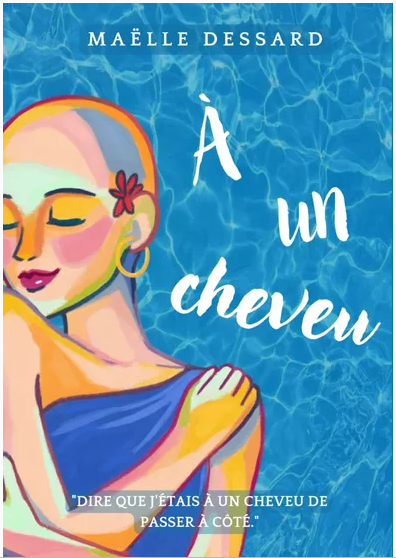 MAËLLE DESSARD
À
un
cheveu
"DIRE QUE J'ÉTAIS À UN CHEVEU DE
PASSER À CÔTÉ."